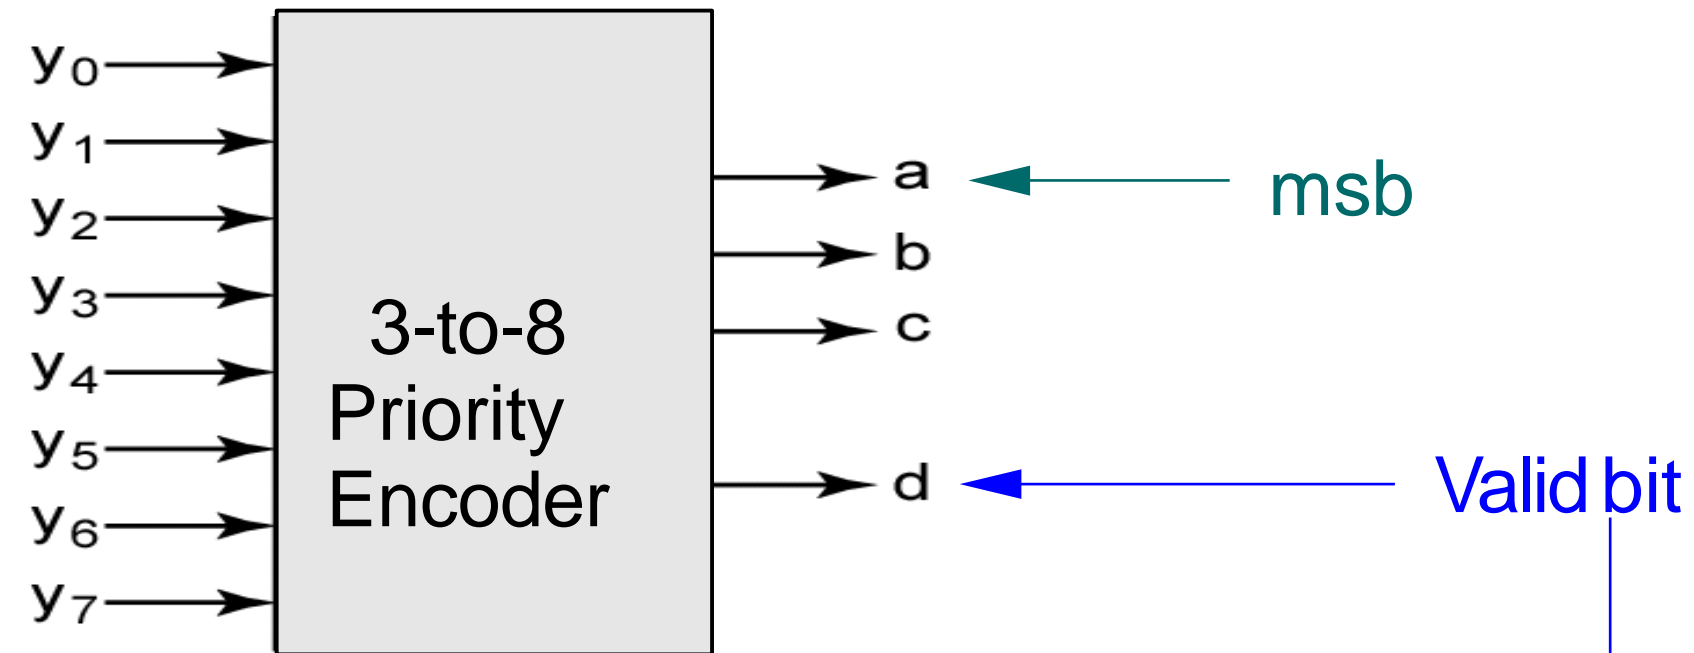 y0
y1
y2
y3
y4
y5
y6
y7
3-to-8
Priority
Encoder
a
b
c
d
msb
Valid bit